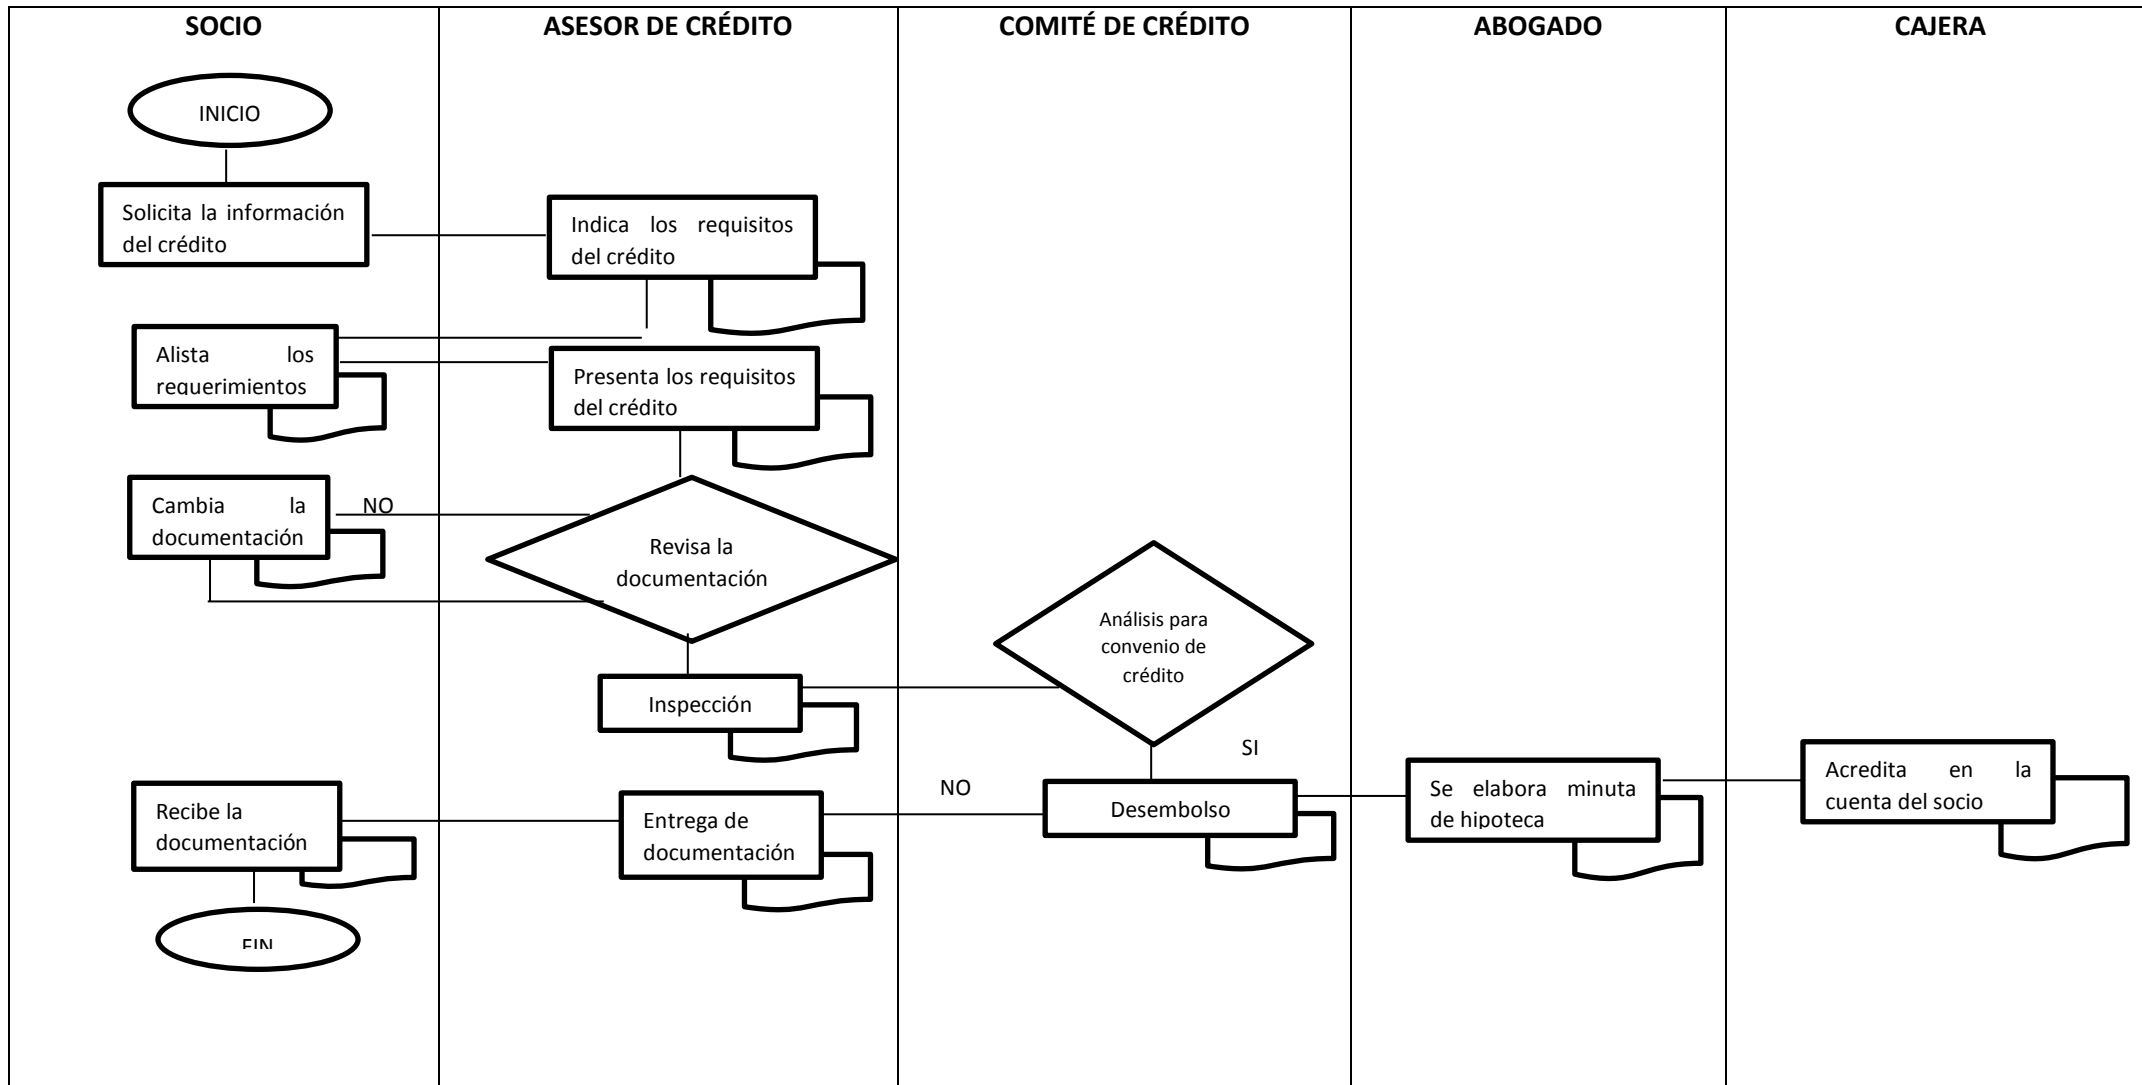 SOCIO
ASESOR DE CRÉDITO
COMITÉ DE CRÉDITO
ABOGADO
CAJERA
INICIO
Solicita la información
del crédito
Indica los requisitos
del crédito
Alista los
requerimientos
Presenta los requisitos
del crédito
Cambia la
documentación
NO
Revisa la
documentación
Análisis para
convenio de
crédito
Inspección
SI
NO
Desembolso
Se elabora minuta
de hipoteca
Acredita en la
cuenta del socio
Entrega de
documentación
Recibe la
documentación
FIN